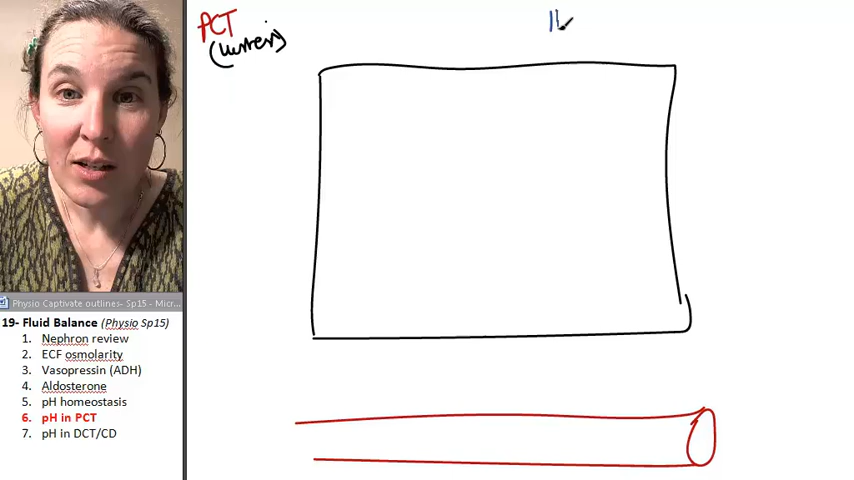 PCT
Physio Captivate outlines- Sp15 - Micr...
19- Fluid Balance (Physio Sp15)
1. Nephron review
2. ECF osmolarity
3. Vasopressin (ADH)
4. Aldosterone
5. pH homeostasis
6. pH in PCT
7. pH in DCT/CD